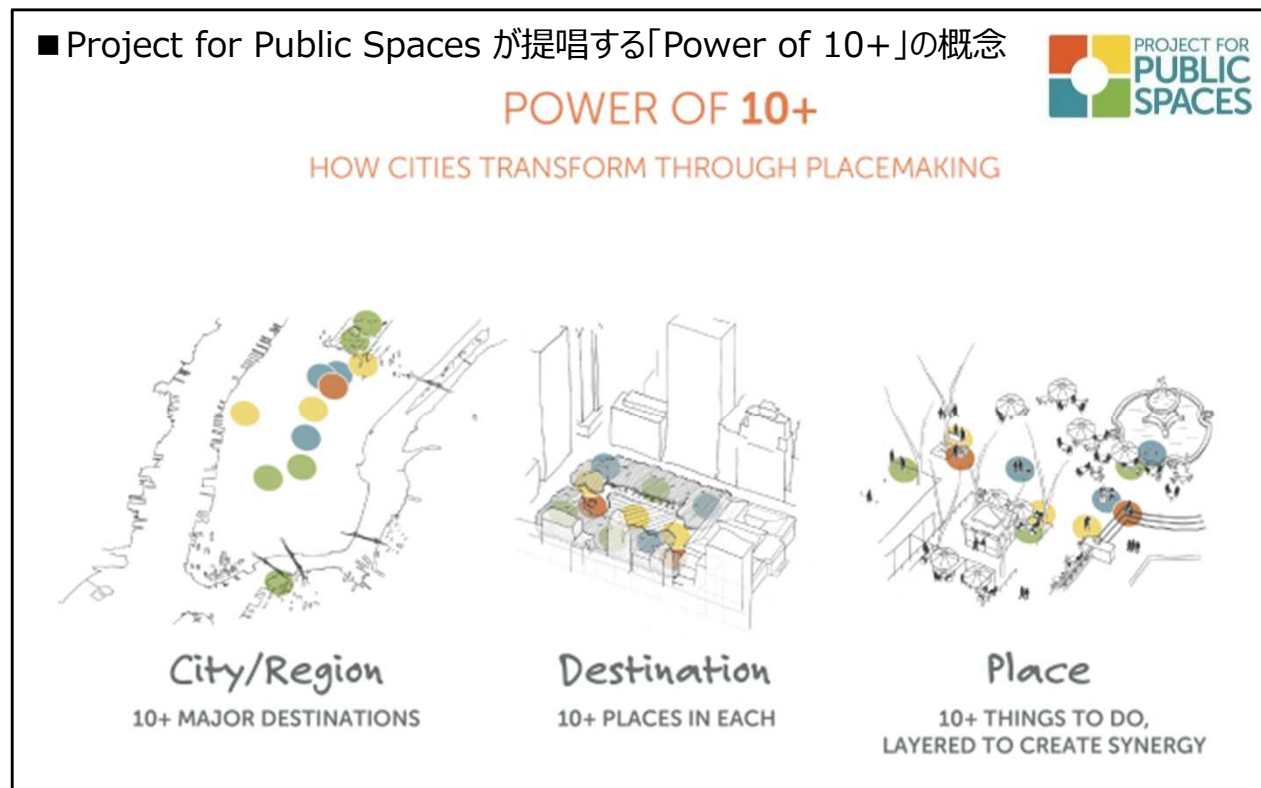 ■Project for Public Spaces が提唱する「Power of 10+」の概念
PROJECT FOR
PUBLIC
SPACES
POWER OF 10+
HOW CITIES TRANSFORM THROUGH PLACEMAKING
City/Region
10+ MAJOR DESTINATIONS
Destination
10+ PLACES IN EACH
Place
10+ THINGS TO DO,
LAYERED TO CREATE SYNERGY